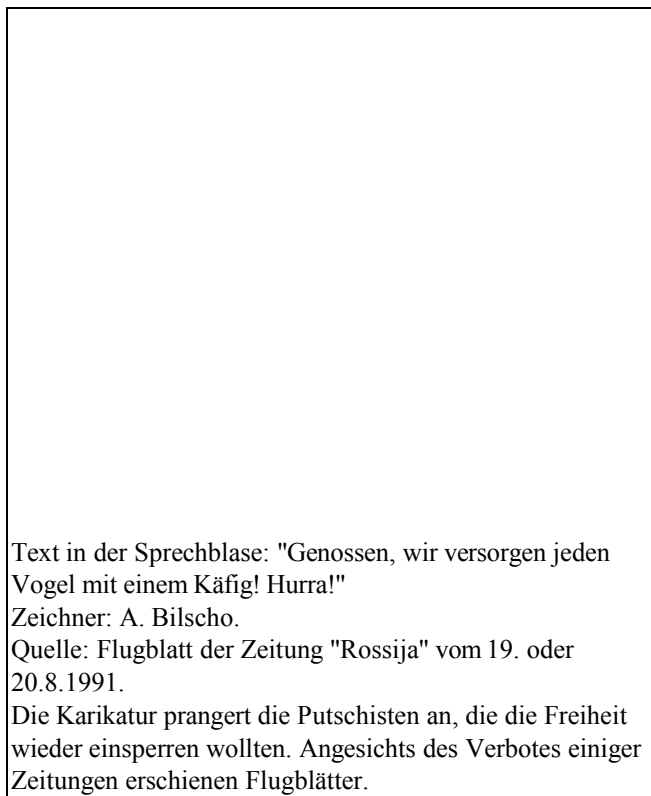 Text in der Sprechblase: "Genossen, wir versorgen jeden
Vogel mit einem Käfig! Hurra!"
Zeichner: A. Bilscho.
Quelle: Flugblatt der Zeitung "Rossija" vom 19. oder
20.8.1991.
Die Karikatur prangert die Putschisten an, die die Freiheit
wieder einsperren wollten. Angesichts des Verbotes einiger
Zeitungen erschienen Flugblätter.